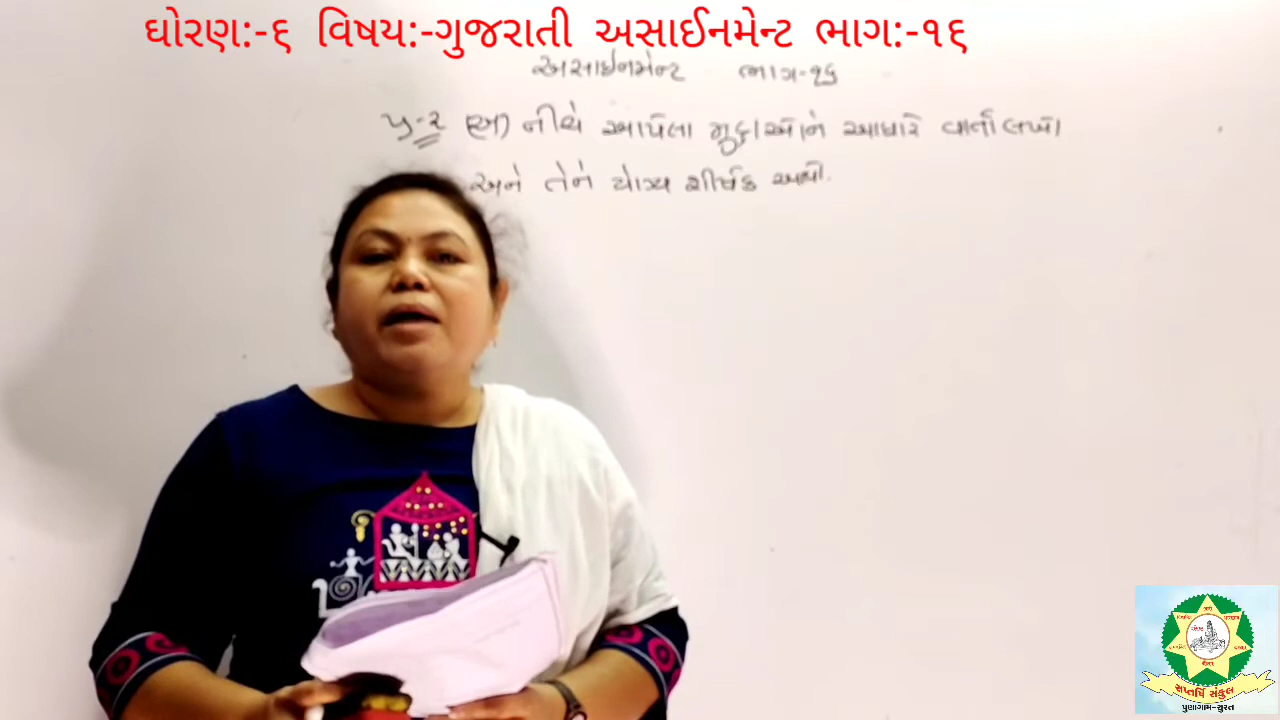 ધોરણ:-૬ વિષય:-ગુજરાતી અસાઈનમેન્ટ ભાગ:-૧૬
અસાઇનમેન્ટ ભાગ-૧૬
પ્ર-૨ (અ) નીચે આપેલા મુદ્દાઓને આધારે વાર્તા લખો
અને તેને યોગ્ય શીર્ષક આપો.
સપ્તર્ષિ સંકુલ
પુણાગામ-સુરત